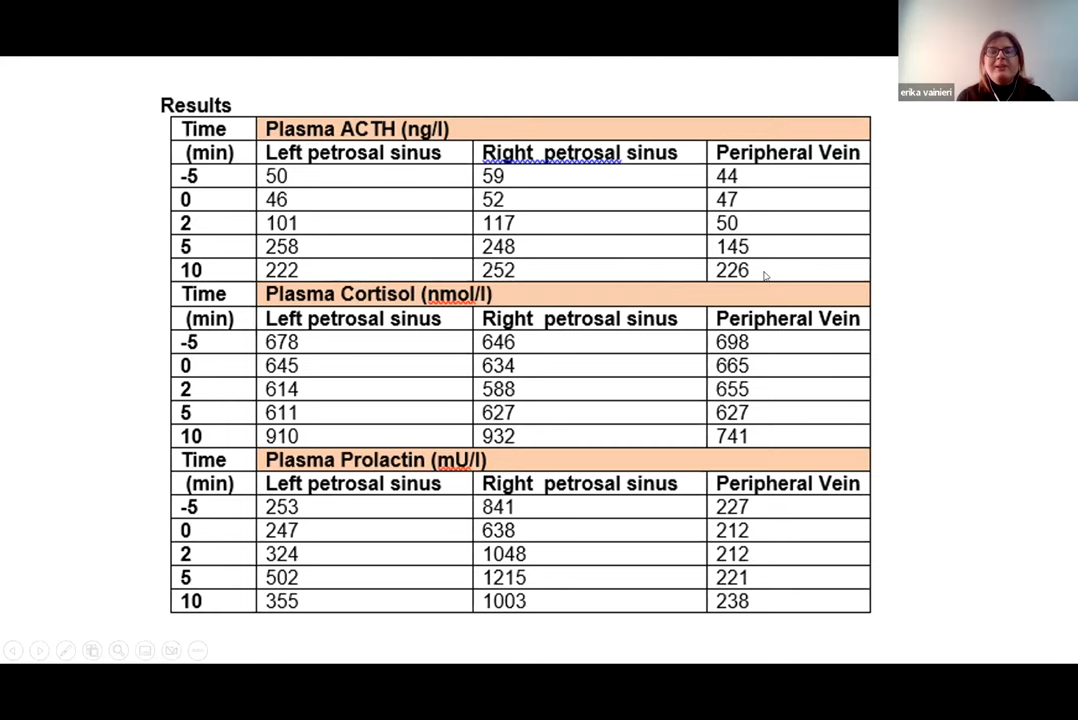 erika vainieri
Results
Time Plasma ACTH (ng/l)
(min) Left petrosal sinus Right petrosal sinus Peripheral Vein
-5 50 59 44
0 46 52 47
2 101 117 50
5 258 248 145
10 222 252 226
Time Plasma Cortisol (nmol/l)
(min) Left petrosal sinus Right petrosal sinus Peripheral Vein
-5 678 646 698
0 645 634 665
2 614 588 655
5 611 627 627
10 910 932 741
Time Plasma Prolactin (mU/l)
(min) Left petrosal sinus Right petrosal sinus Peripheral Vein
-5 253 841 227
0 247 638 212
2 324 1048 212
5 502 1215 221
10 355 1003 238